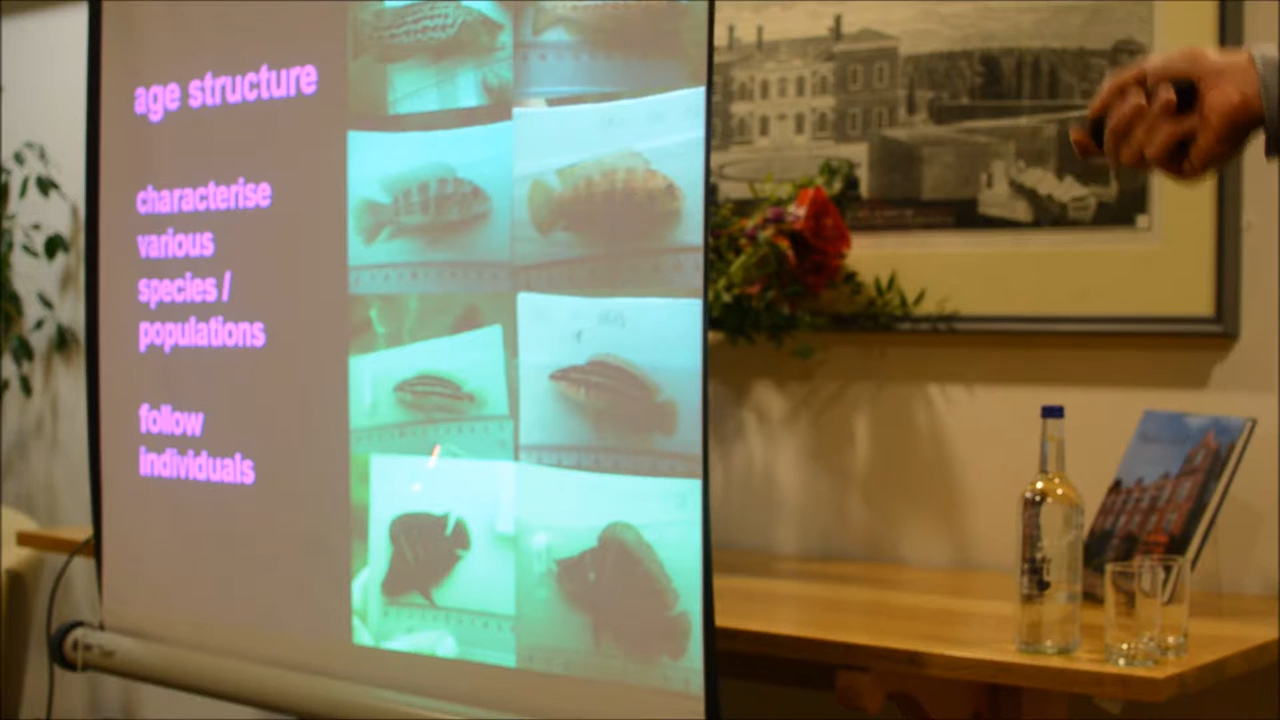 age structure
characterise
various
species /
populations
follow
individuals